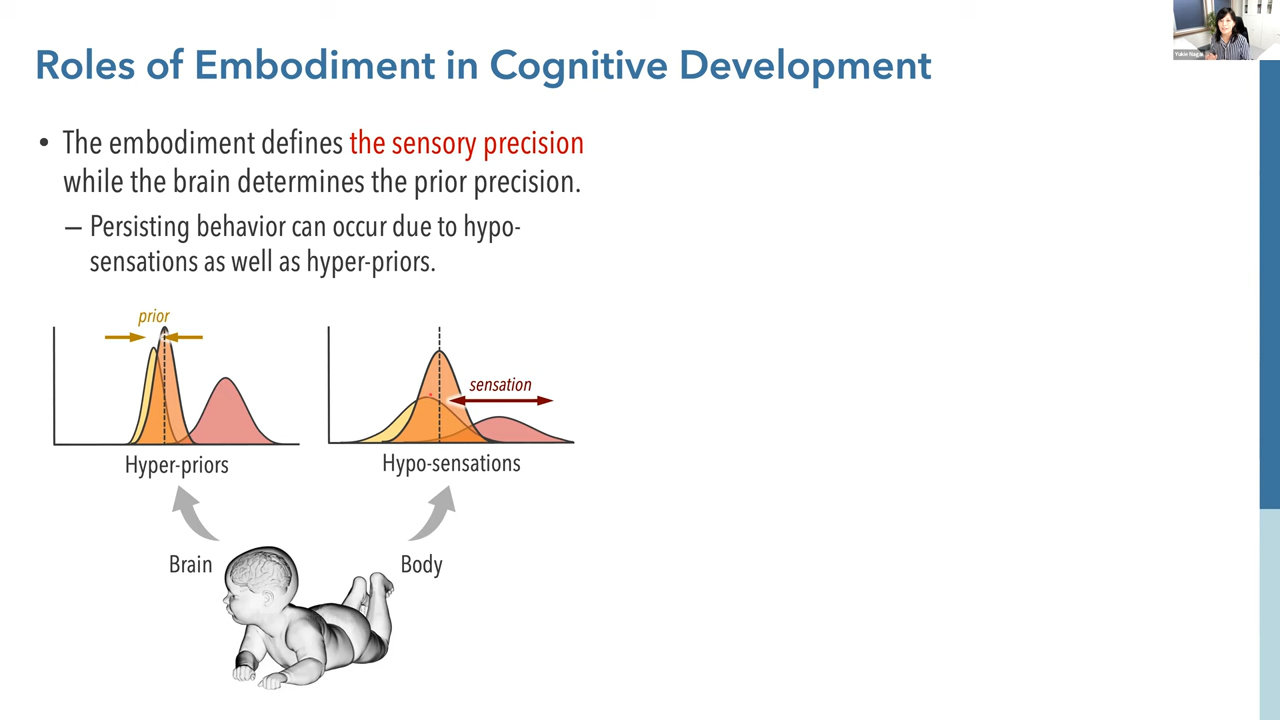 Roles of Embodiment in Cognitive Development
Yukie Nagai
• The embodiment defines the sensory precision
while the brain determines the prior precision.
– Persisting behavior can occur due to hypo-
sensations as well as hyper-priors.
prior
sensation
Hyper-priors
Hypo-sensations
Brain
Body